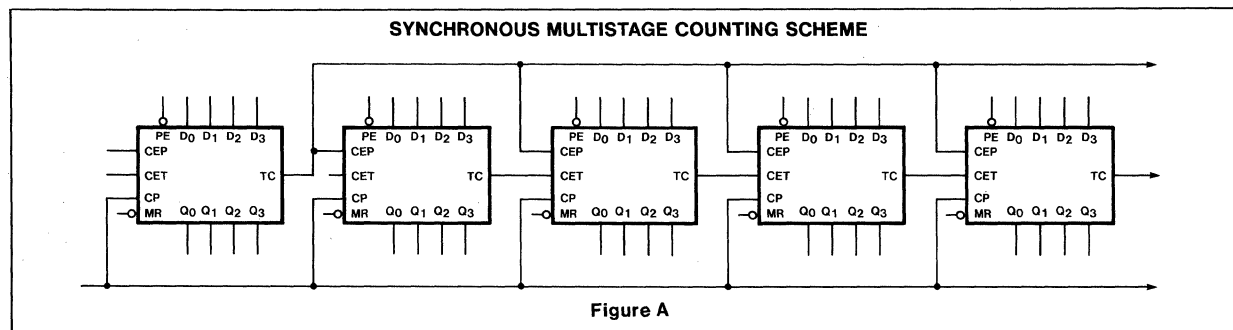 SYNCHRONOUS MULTISTAGE COUNTING SCHEME
PE D0 D1 D2 D3
CEP
CET TC
CP
MR Q0 Q1 Q2 Q3
PE D0 D1 D2 D3
CEP
CET TC
CP
MR Q0 Q1 Q2 Q3
PE D0 D1 D2 D3
CEP
CET TC
CP
MR Q0 Q1 Q2 Q3
PE D0 D1 D2 D3
CEP
CET TC
CP
MR Q0 Q1 Q2 Q3
PE D0 D1 D2 D3
CEP
CET TC
CP
MR Q0 Q1 Q2 Q3
Figure A